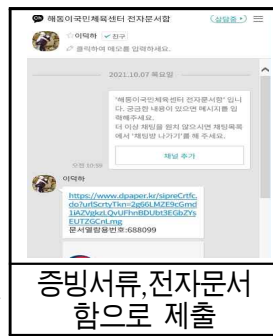 해동이국민체육센터 전자문서함
상담중
이덕하 친구
클릭하여 메모를 입력하세요.
2021.10.07 목요일
'해동이국민체육센터 전자문서함' 입니
다. 궁금한 내용이 있으면 메시지를 입
력해주세요.
더 이상 채팅을 원치 않으시면 채팅목록
에서 '채팅방 나가기'를 해 주세요.
채널 추가
오전
이덕하
https://www.dpaper.kr/sipreCrtfc.
do?urlScrtyTkn=2g66LMZE9cGmd
1iAZVgkzLQvUFhnBDUbt3EGbZYs
EUTZGCnLmg
문서열람용번호:688099
증빙서류,전자문서
함으로 제출